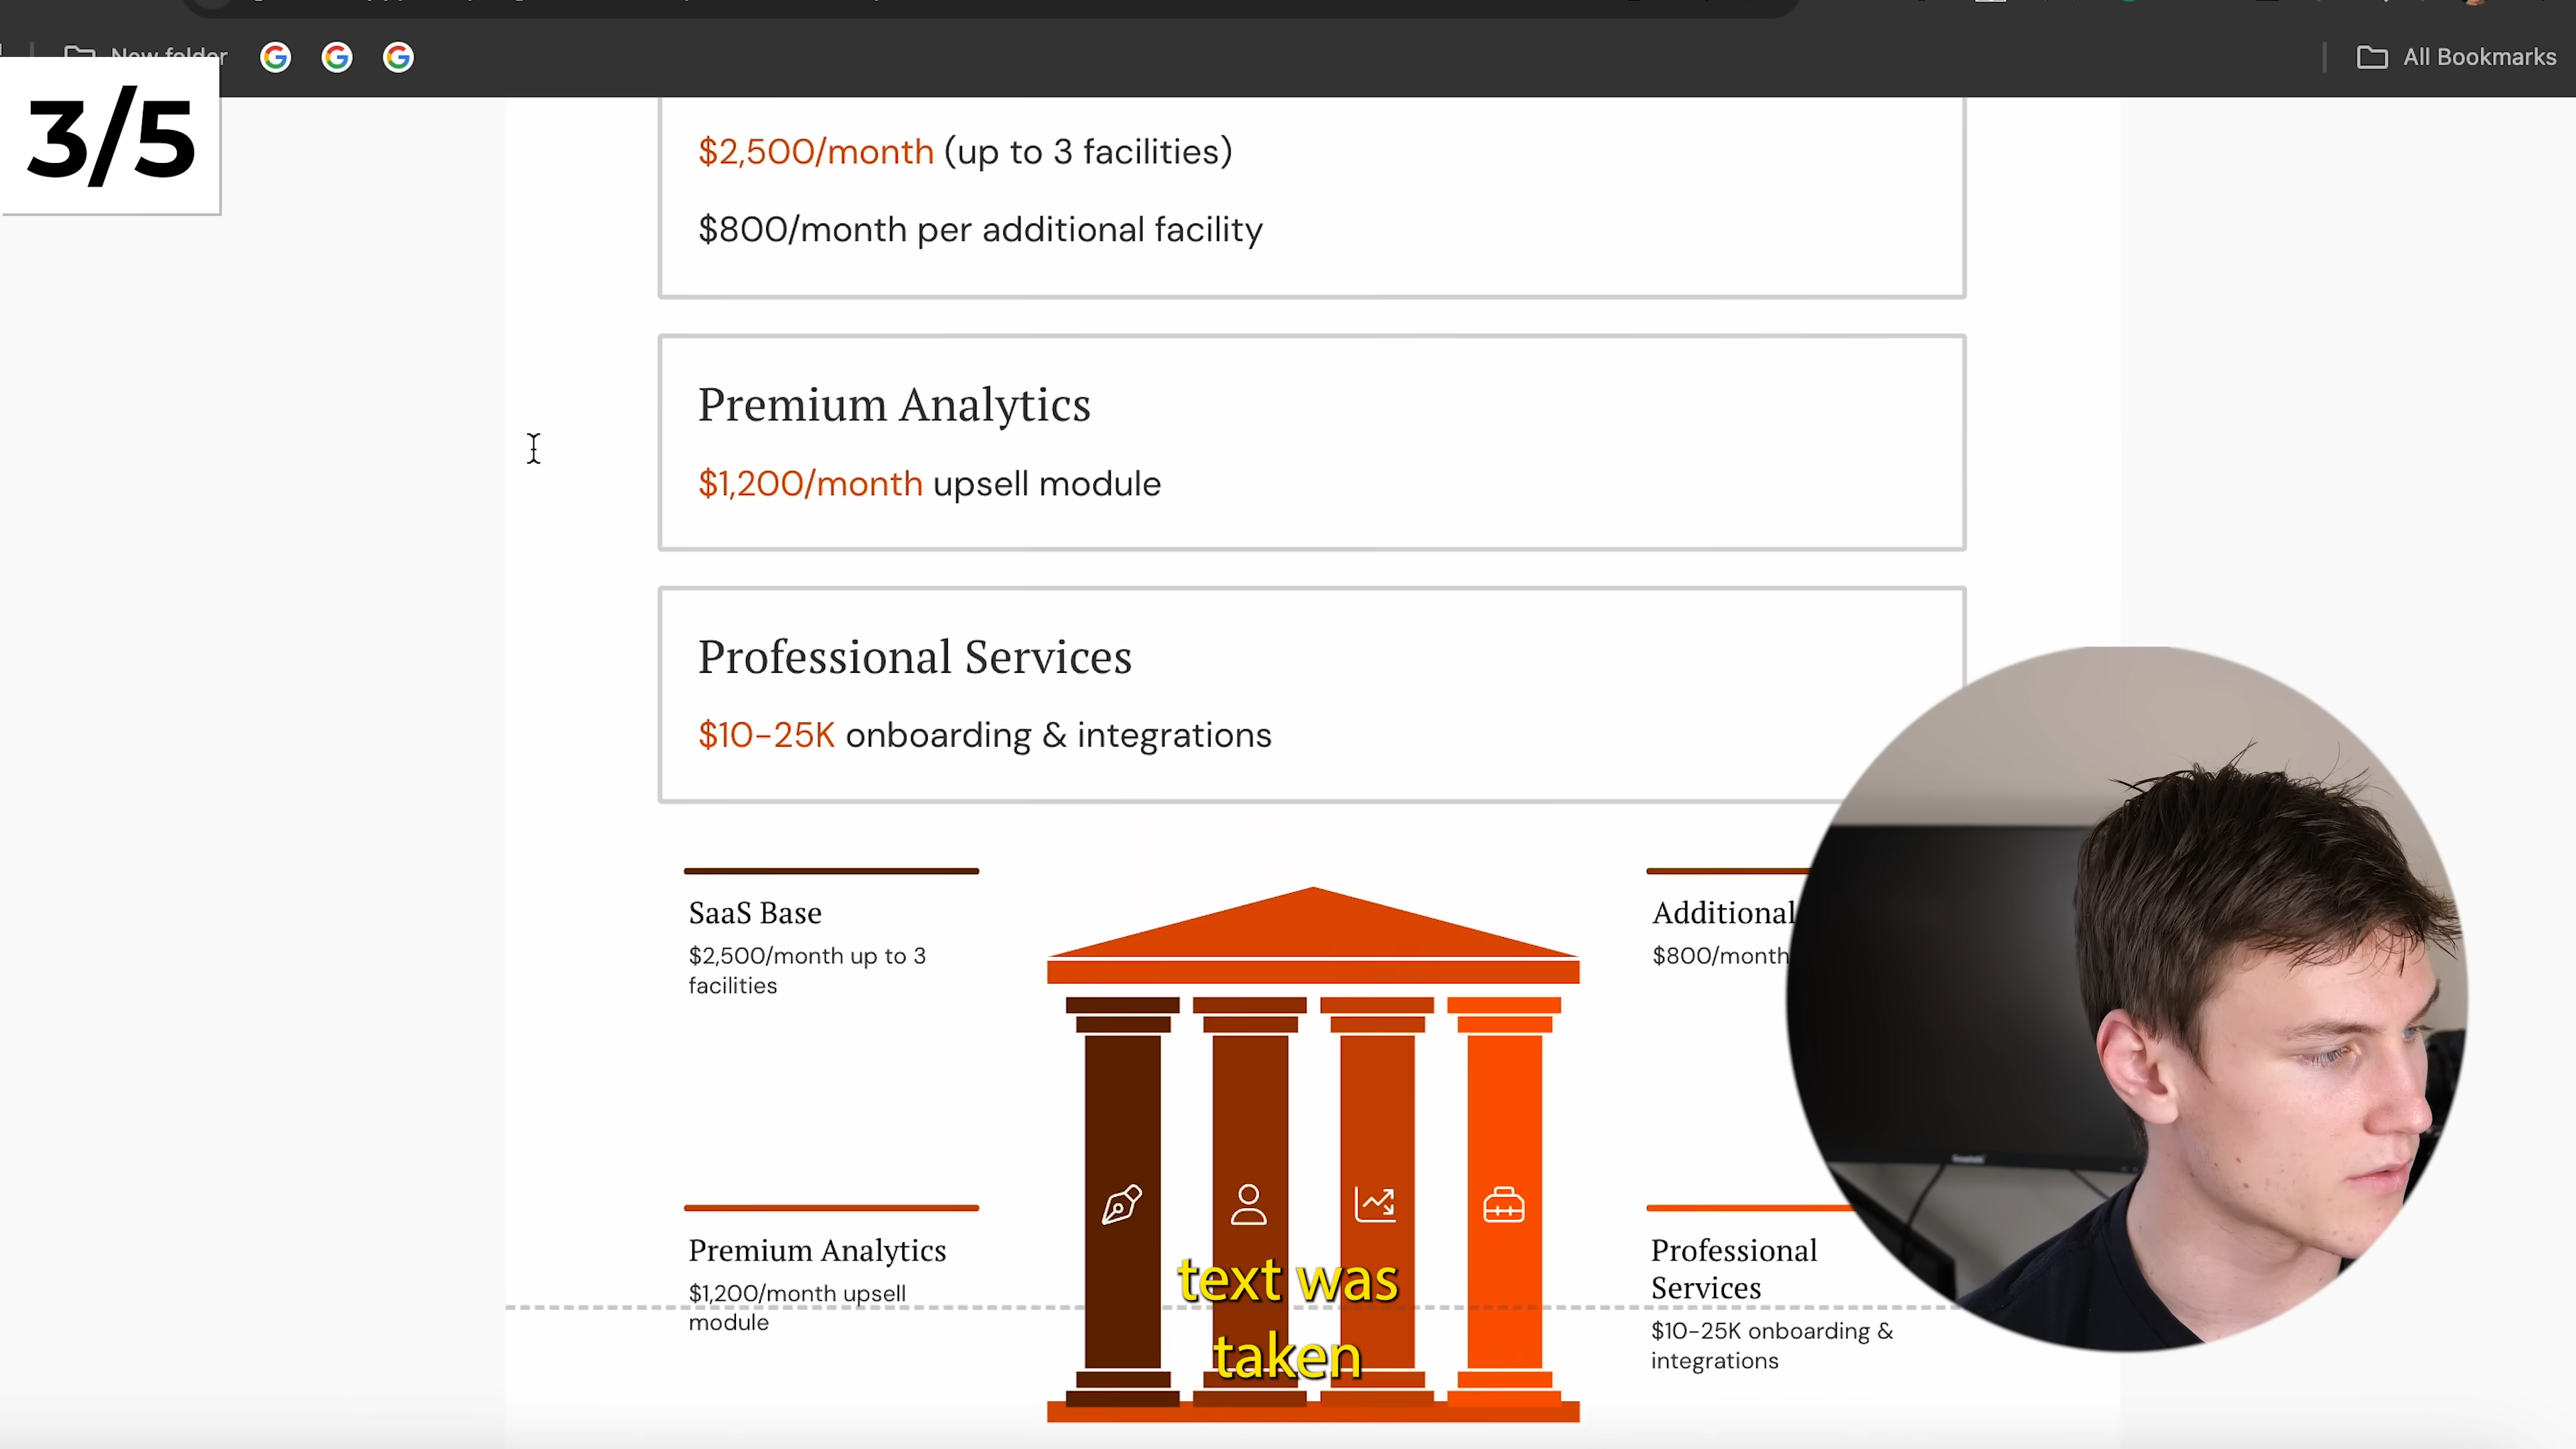 New folder
All Bookmarks
3/5
$2,500/month (up to 3 facilities)
$800/month per additional facility
Premium Analytics
$1,200/month upsell module
Professional Services
$10-25K onboarding & integrations
SaaS Base
$2,500/month up to 3
facilities
Additional
$800/month
Premium Analytics
$1,200/month upsell
module
Professional
Services
$10-25K onboarding &
integrations
text was
taken